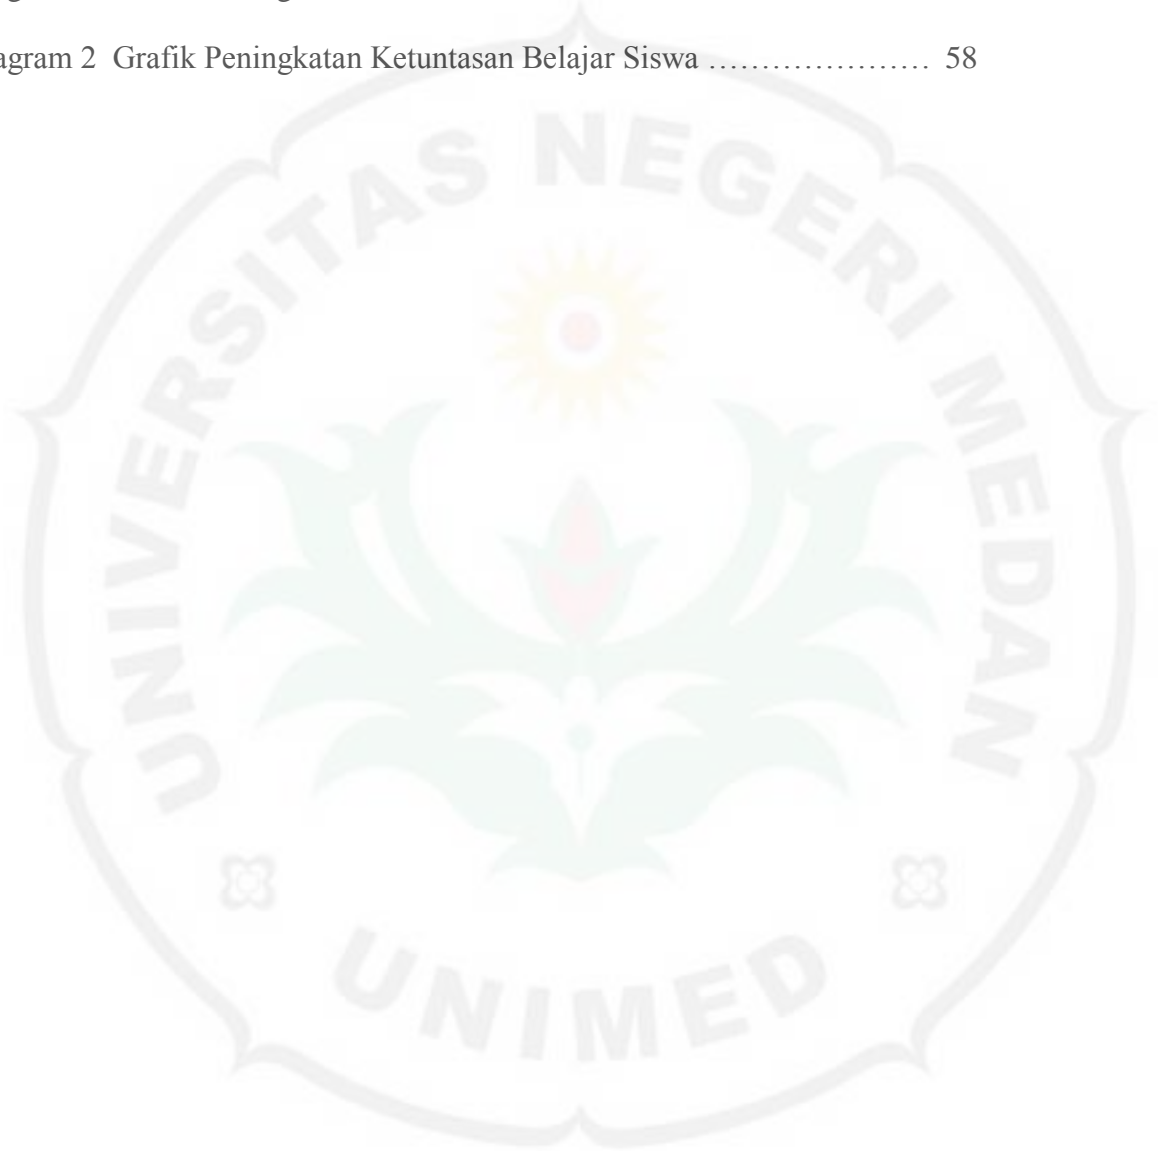 agram 2 Grafik Peningkatan Ketuntasan Belajar Siswa ………………… 58
UNIVERSITAS NEGERI MEDAN
UNIMED